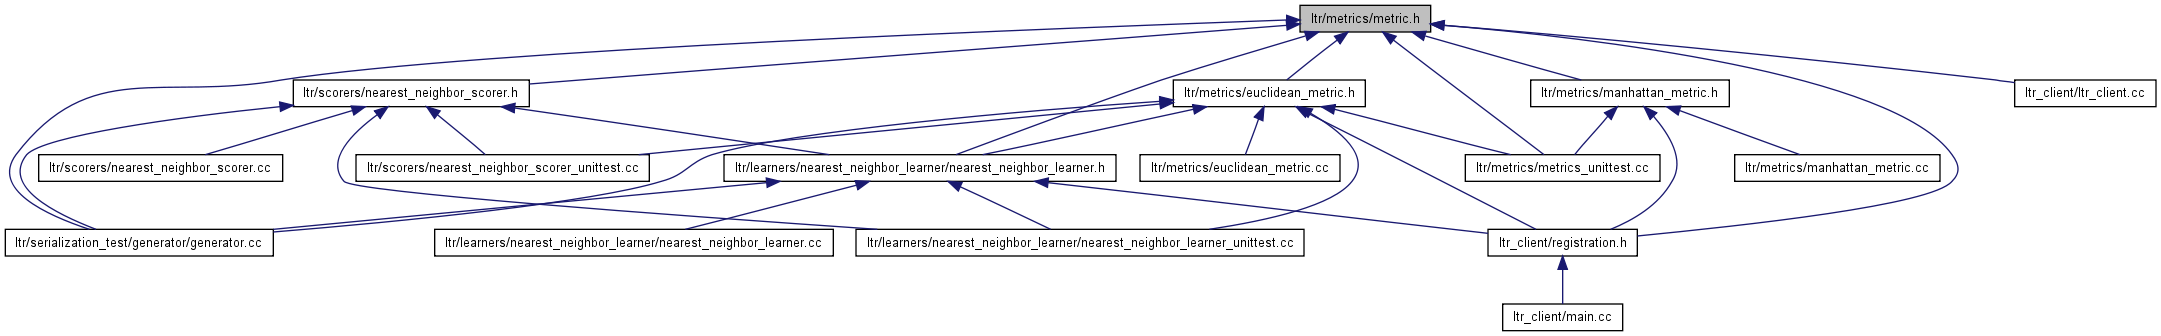 ltr/metrics/metric.h
ltr/scorers/nearest_neighbor_scorer.h
ltr/metrics/euclidean_metric.h
ltr/metrics/manhattan_metric.h
ltr_client/ltr_client.cc
ltr/scorers/nearest_neighbor_scorer.cc
ltr/scorers/nearest_neighbor_scorer_unittest.cc
ltr/learners/nearest_neighbor_learner/nearest_neighbor_learner.h
ltr/metrics/euclidean_metric.cc
ltr/metrics/metrics_unittest.cc
ltr/metrics/manhattan_metric.cc
ltr/serialization_test/generator/generator.cc
ltr/learners/nearest_neighbor_learner/nearest_neighbor_learner.cc
ltr/learners/nearest_neighbor_learner/nearest_neighbor_learner_unittest.cc
ltr_client/registration.h
ltr_client/main.cc